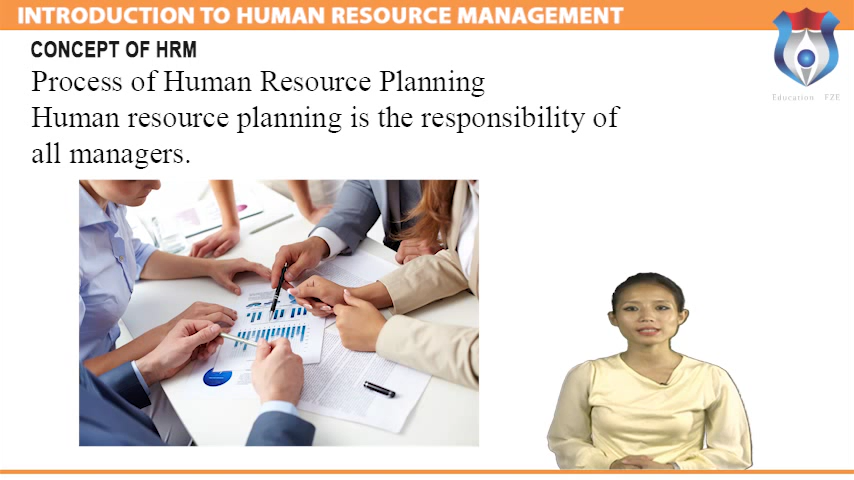 INTRODUCTION TO HUMAN RESOURCE MANAGEMENT
CONCEPT OF HRM
Process of Human Resource Planning
Human resource planning is the responsibility of
all managers.
Education FZE